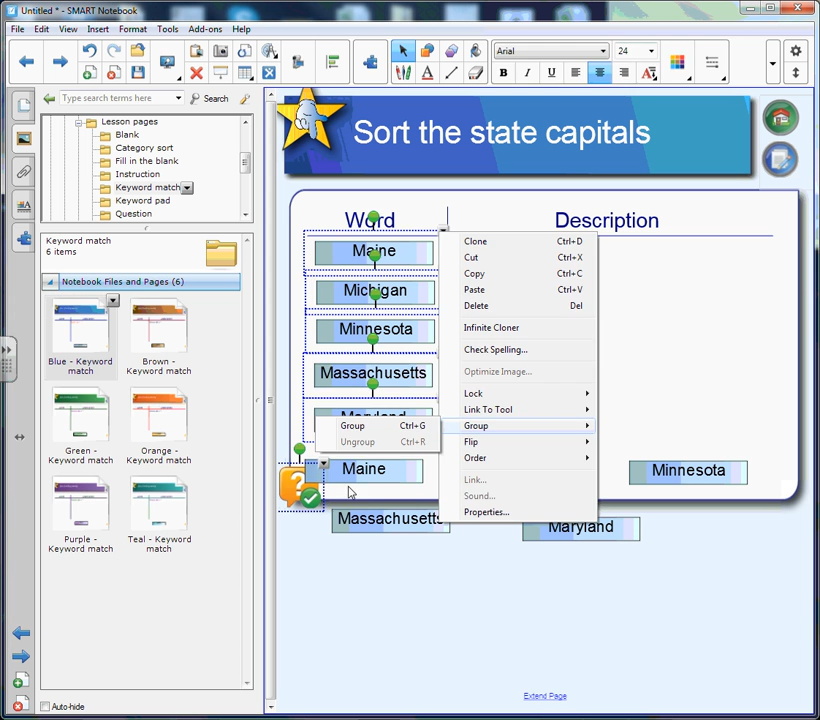 Untitled * - SMART Notebook
File Edit View Insert Format Tools Add-ons Help
Arial 24
B I U
Type search terms here Search
Lesson pages
Blank
Category sort
Fill in the blank
Instruction
Keyword match
Keyword pad
Question
Keyword match
6 items
Notebook Files and Pages (6)
Blue - Keyword
match
Brown -
Keyword match
Green -
Keyword match
Orange -
Keyword match
Purple -
Keyword match
Teal - Keyword
match
Auto-hide
Sort the state capitals
Word Description
Maine
Michigan
Minnesota
Massachusetts
Maryland
Maine
Minnesota
Massachusetts
Maryland
Clone Ctrl+D
Cut Ctrl+X
Copy Ctrl+C
Paste Ctrl+V
Delete Del
Infinite Cloner
Check Spelling...
Optimize Image...
Lock
Link To Tool
Group
Flip
Order
Link...
Sound...
Properties...
Group Ctrl+G
Ungroup Ctrl+R
Extend Page